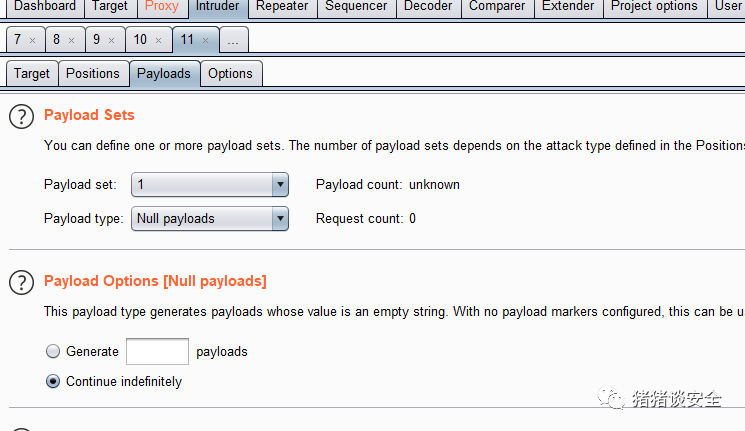 Dashboard Target Proxy Intruder Repeater Sequencer Decoder Comparer Extender Project options User
7 × 8 × 9 × 10 × 11 × ...
Target Positions Payloads Options
? Payload Sets
You can define one or more payload sets. The number of payload sets depends on the attack type defined in the Positions
Payload set: 1 Payload count: unknown
Payload type: Null payloads Request count: 0
? Payload Options [Null payloads]
This payload type generates payloads whose value is an empty string. With no payload markers configured, this can be u
Generate payloads
Continue indefinitely
猪猪谈安全